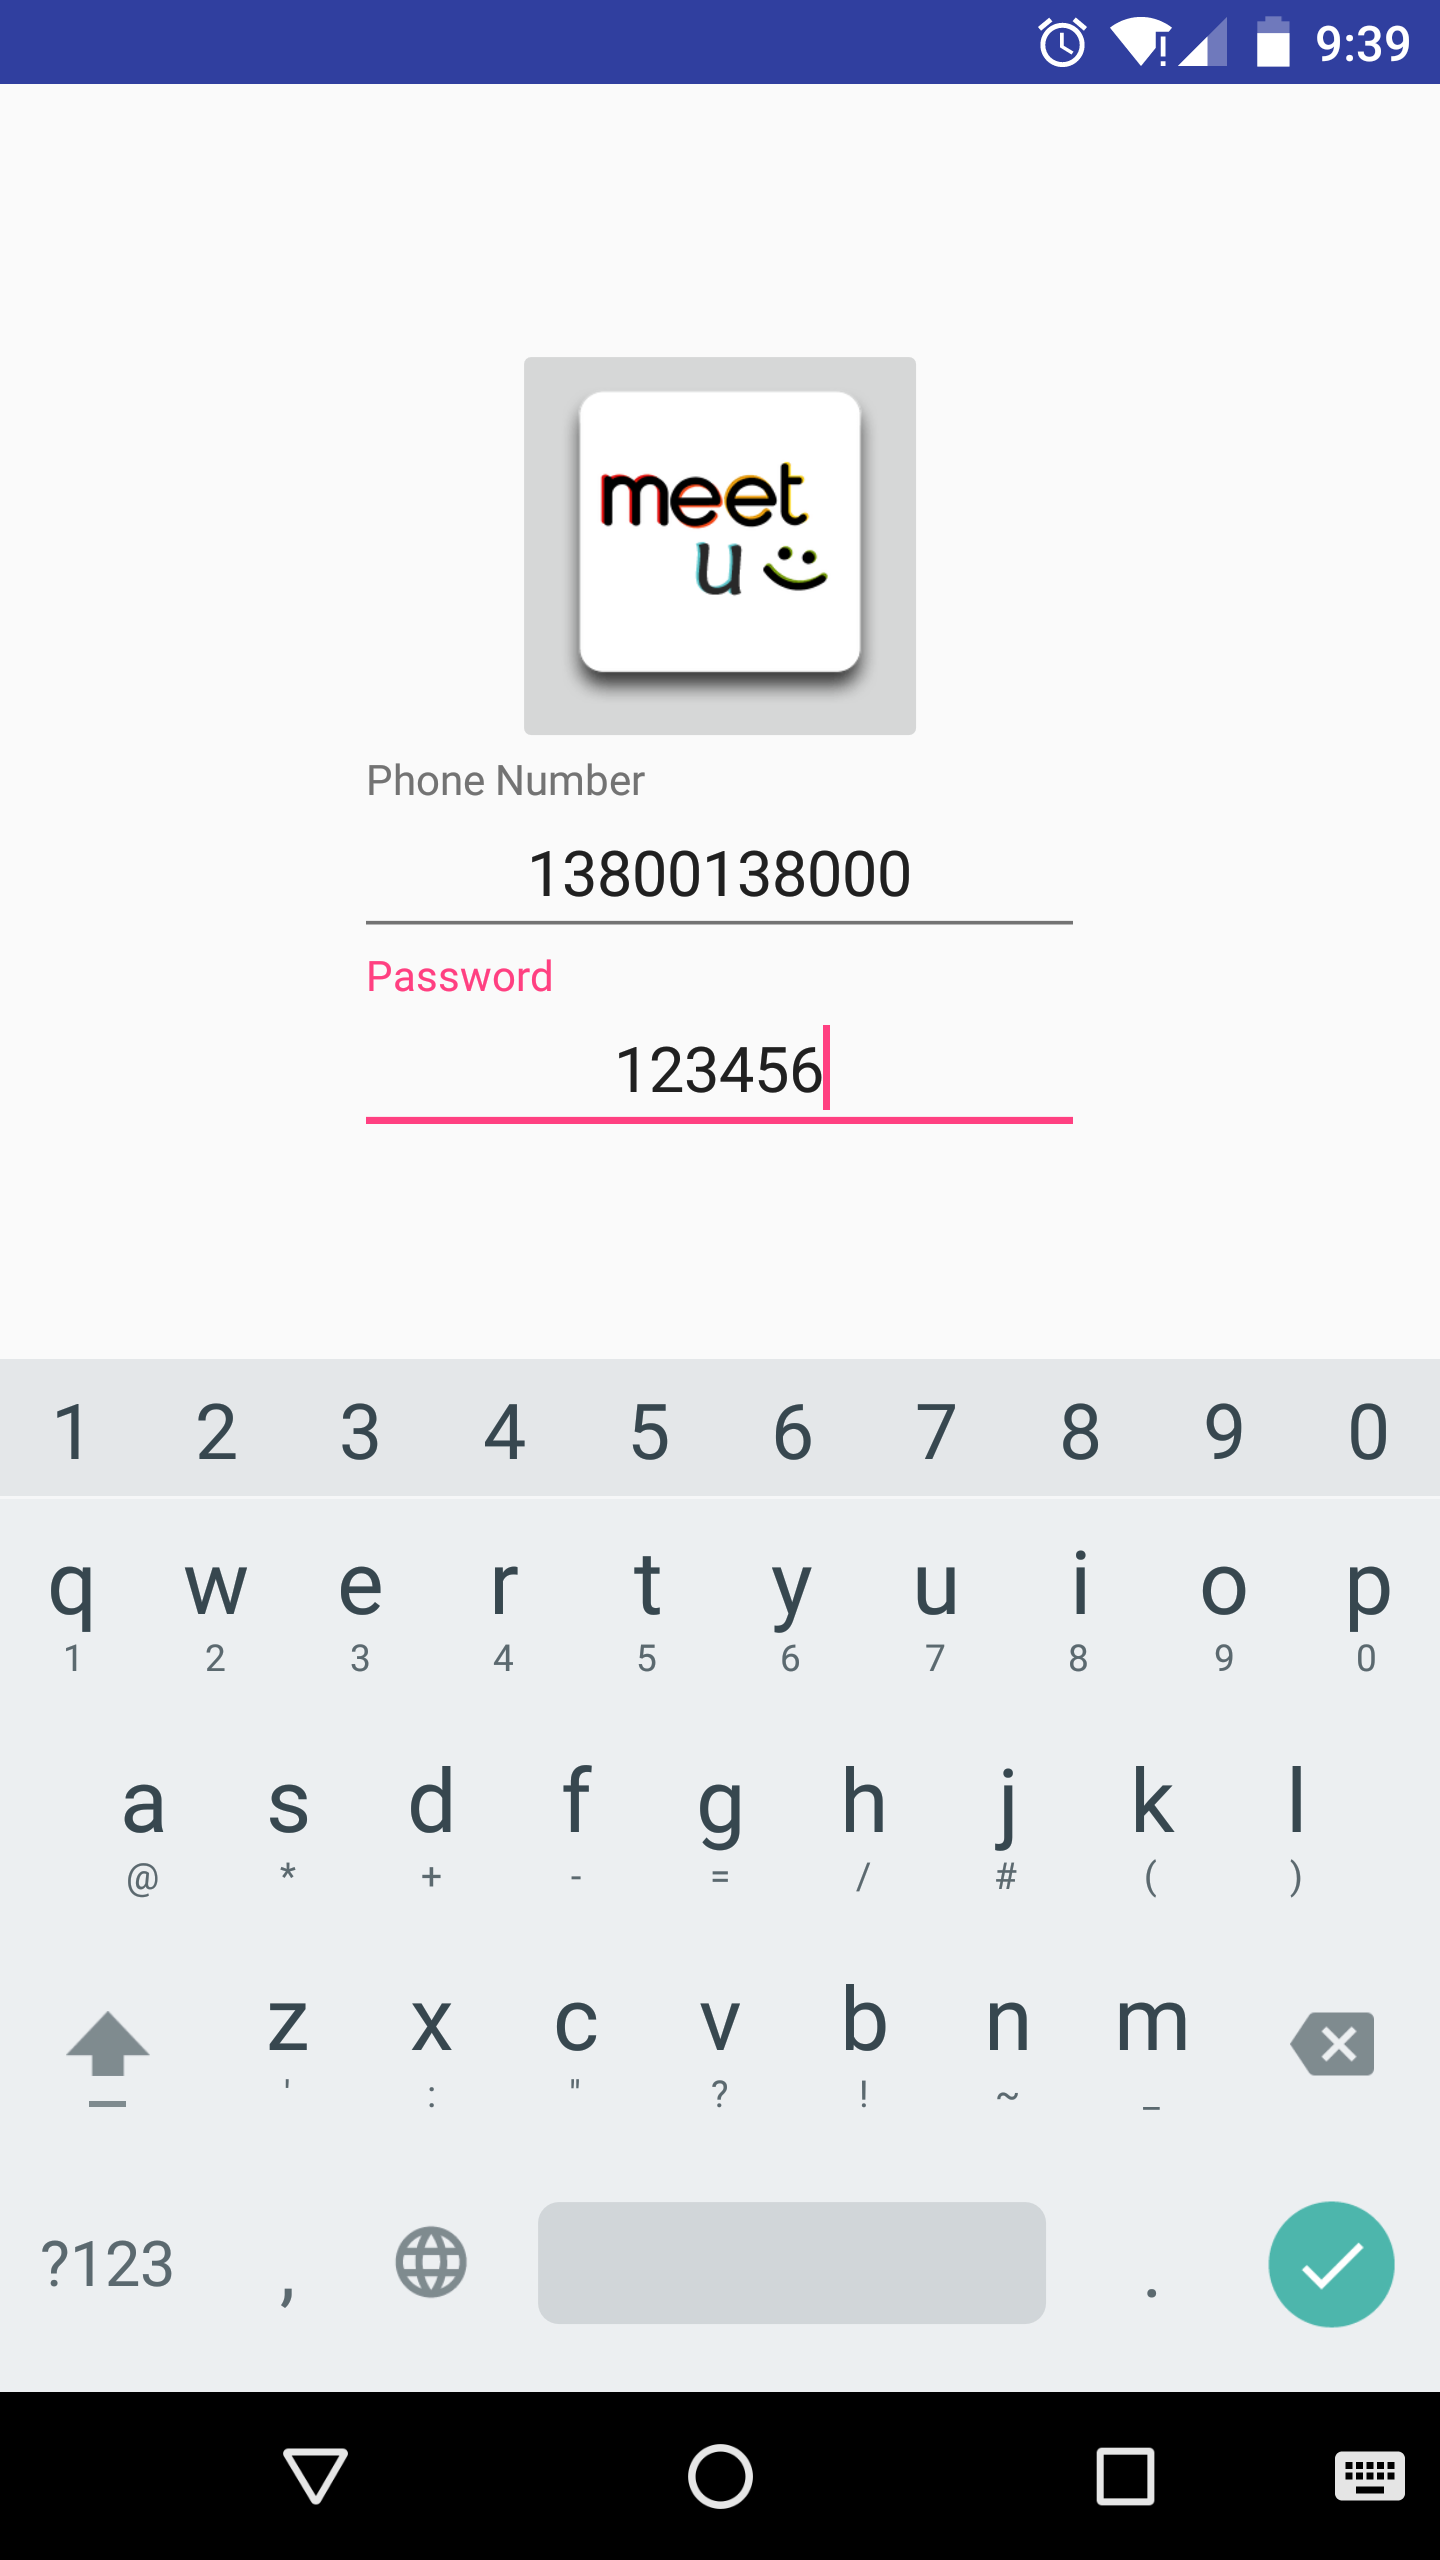 9:39
meet
u
Phone Number
13800138000
Password
123456
1 2 3 4 5 6 7 8 9 0
q w e r t y u i o p
1 2 3 4 5 6 7 8 9 0
a s d f g h j k l
@ * + - = / # ( )
z x c v b n m
' : " ? ! ~ _
?123 , .